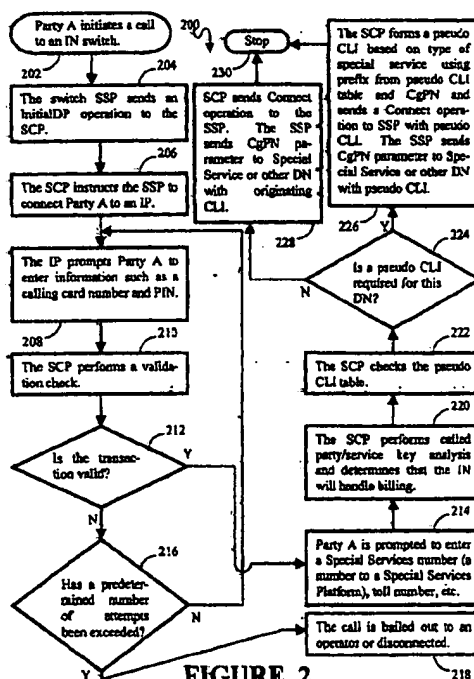 Party A initiates a call
to an IN switch.
202
204
The switch SSP sends an
InitialDP operation to the
SCP.
206
The SCP instructs the SSP to
connect Party A to an IP.
The IP prompts Party A to
enter information such as a
calling card number and PIN.
208
210
The SCP performs a valida-
tion check.
212
Is the transac-
tion valid?
Y
N
216
Has a predeter-
mined number
of attempts
been exceeded?
N
Y
200
Stop
230
SCP sends Connect
operation to the
SSP. The SSP
sends CgPN pa-
rameter to Special
Service or other DN
with originating
CLI.
228
The SCP forms a pseudo
CLI based on type of
special service using
prefix from pseudo CLI
table and CgPN and
sends a Connect opera-
tion to SSP with pseudo
CLI. The SSP sends
CgPN parameter to Spe-
cial Service or other DN
with pseudo CLI.
226
Y
224
Is a pseudo CLI
required for this
DN?
N
222
The SCP checks the pseudo
CLI table.
220
The SCP performs called
party/service key analysis
and determines that the IN
will handle billing.
214
Party A is prompted to enter
a Special Services number (a
number to a Special Services
Platform), toll number, etc.
The call is bailed out to an
operator or disconnected.
218
FIGURE 2